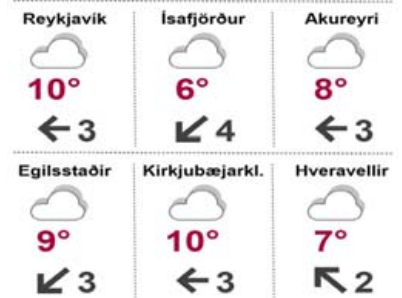 Reykjavík Ísafjörður Akureyri
10° 6° 8°
3 4 3
Egilsstaðir Kirkjubæjarkl. Hveravellir
9° 10° 7°
3 3 2